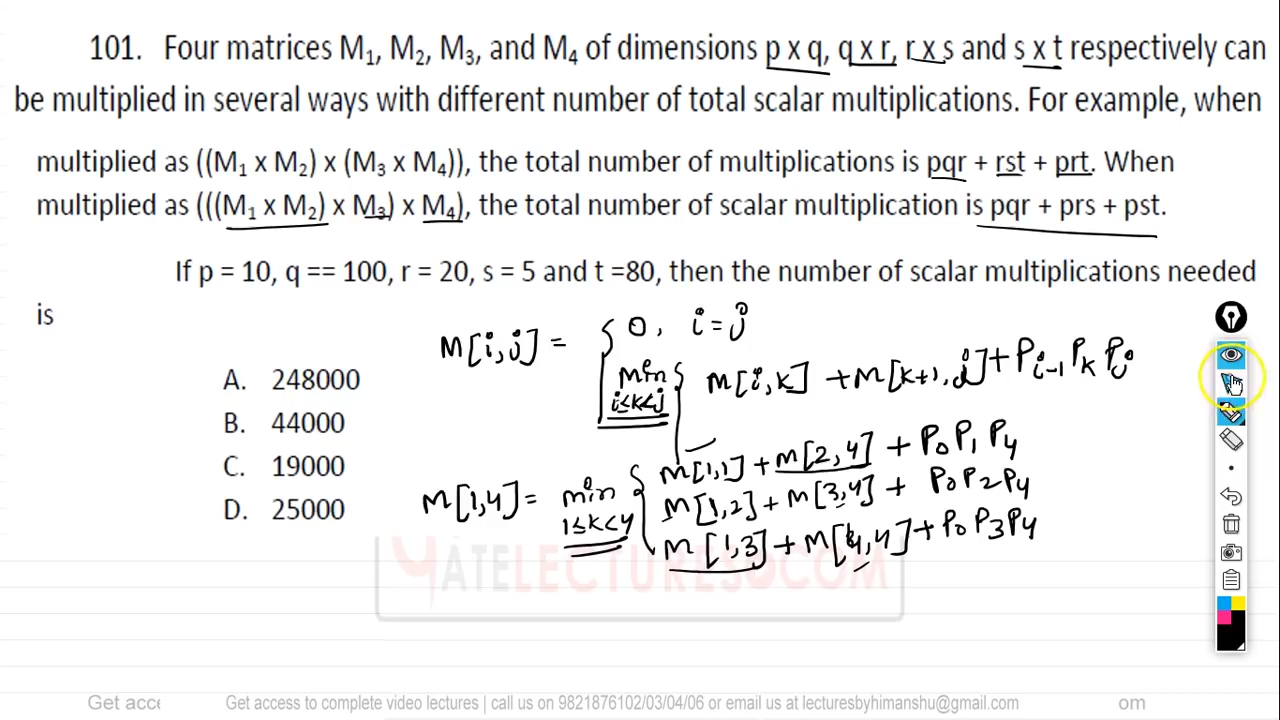 101. Four matrices M1, M2, M3, and M4 of dimensions p x q, q x r, r x s and s x t respectively can
be multiplied in several ways with different number of total scalar multiplications. For example, when
multiplied as ((M1 x M2) x (M3 x M4)), the total number of multiplications is pqr + rst + prt. When
multiplied as (((M1 x M2) x M3) x M4), the total number of scalar multiplication is pqr + prs + pst.
If p = 10, q == 100, r = 20, s = 5 and t =80, then the number of scalar multiplications needed
is
A. 248000
B. 44000
C. 19000
D. 25000
M[i,j] = { 0, i = j
min i≤k<j { m[i,k] + m[k+1, j] + Pi-1 Pk Pj
M[1,4] = min 1≤k<4 { m[1,1] + m[2,4] + P0 P1 P4
m[1,2] + m[3,4] + P0 P2 P4
m[1,3] + m[4,4] + P0 P3 P4
ATELECTURES.COM
Get acce
Get access to complete video lectures | call us on 9821876102/03/04/06 or email us at lecturesbyhimanshu@gmail.com
om